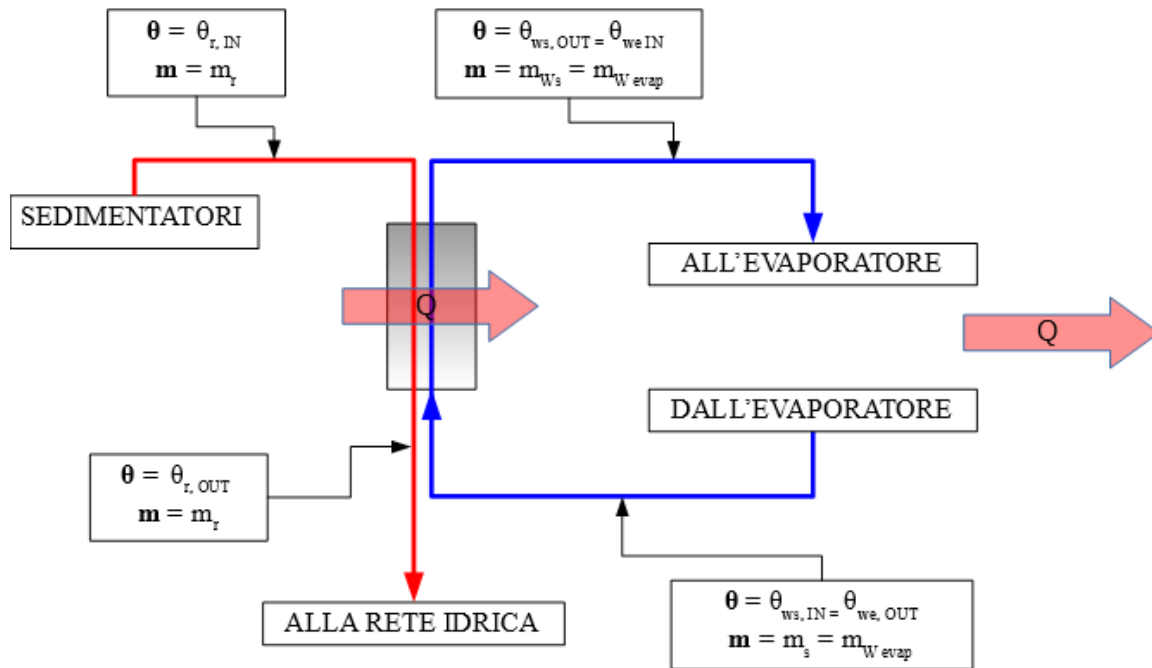 θ = θr, IN
m = mr
θ = θws, OUT = θwe IN
m = mWs = mW evap
SEDIMENTATORI
ALL'EVAPORATORE
Q
Q
DALL'EVAPORATORE
θ = θr, OUT
m = mr
θ = θws, IN = θwe, OUT
m = ms = mW evap
ALLA RETE IDRICA